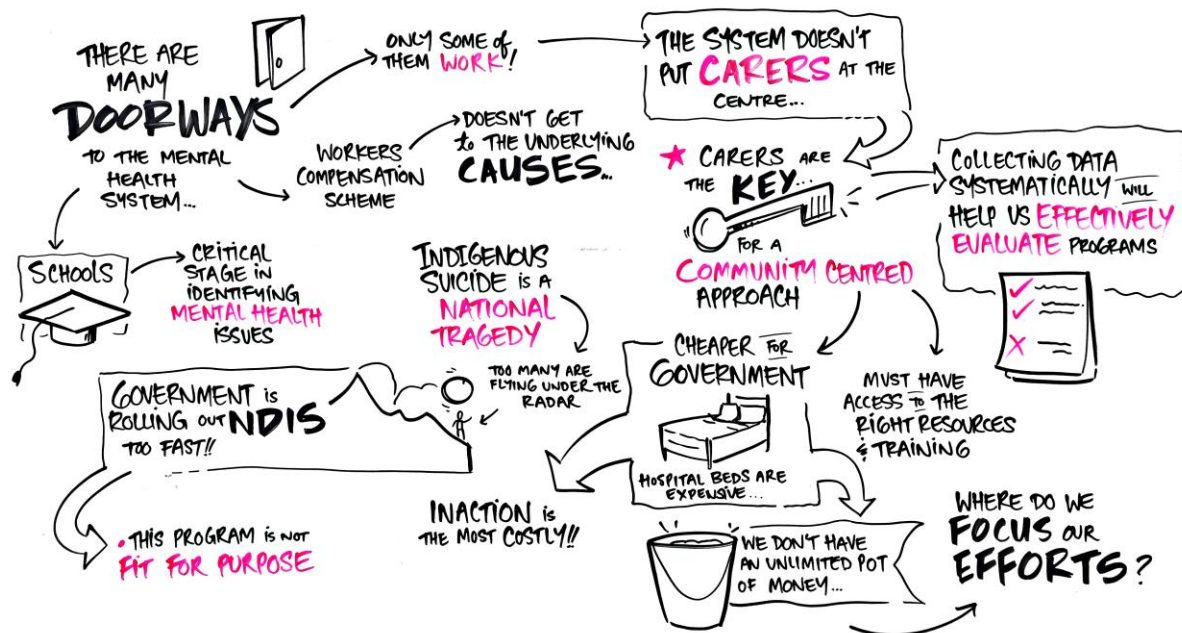 THERE ARE
MANY
DOORWAYS
TO THE MENTAL
HEALTH
SYSTEM...
ONLY SOME OF
THEM WORK!
THE SYSTEM DOESN'T
PUT CARERS AT THE
CENTRE...
WORKERS
COMPENSATION
SCHEME
DOESN'T GET
TO THE UNDERLYING
CAUSES...
CARERS ARE
THE KEY...
FOR A
COMMUNITY CENTRED
APPROACH
COLLECTING DATA
SYSTEMATICALLY WILL
HELP US EFFECTIVELY
EVALUATE PROGRAMS
SCHOOLS
CRITICAL
STAGE IN
IDENTIFYING
MENTAL HEALTH
ISSUES
INDIGENOUS
SUICIDE IS A
NATIONAL
TRAGEDY
TOO MANY ARE
FLYING UNDER THE
RADAR
GOVERNMENT IS
ROLLING OUT NDIS
TOO FAST!!
THIS PROGRAM IS NOT
FIT FOR PURPOSE
CHEAPER FOR
GOVERNMENT
HOSPITAL BEDS ARE
EXPENSIVE...
MUST HAVE
ACCESS TO THE
RIGHT RESOURCES
& TRAINING
INACTION IS
THE MOST COSTLY!!
WE DON'T HAVE
AN UNLIMITED POT
OF MONEY...
WHERE DO WE
FOCUS OUR
EFFORTS?